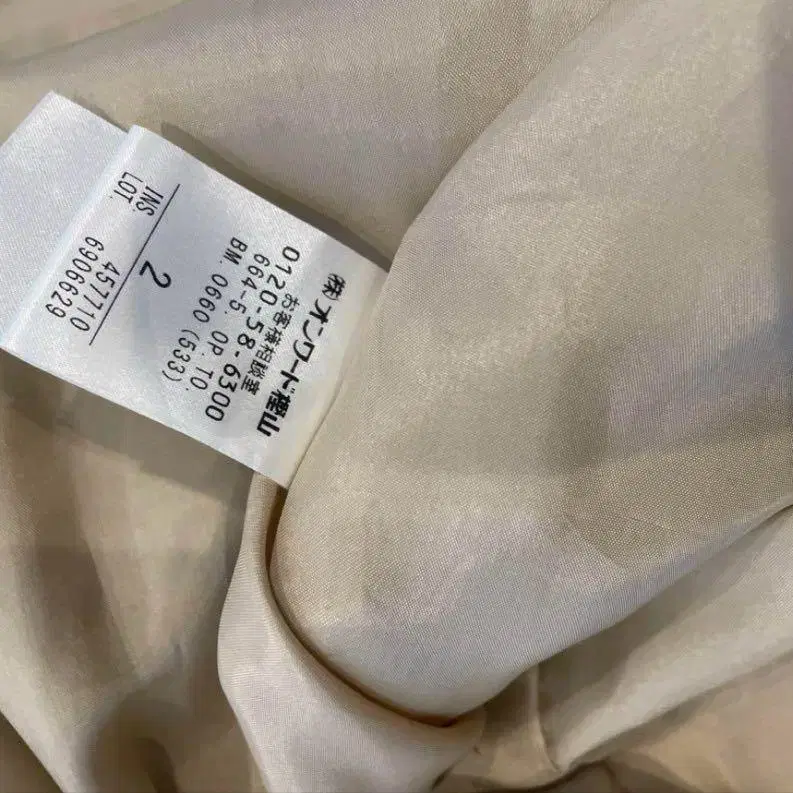 (株)オンワード樫山
お客様相談室
0120-58-6300
664-5. OP. TO.
BM. 0660 (533)
2
INS. 457710
LOT. 6906629